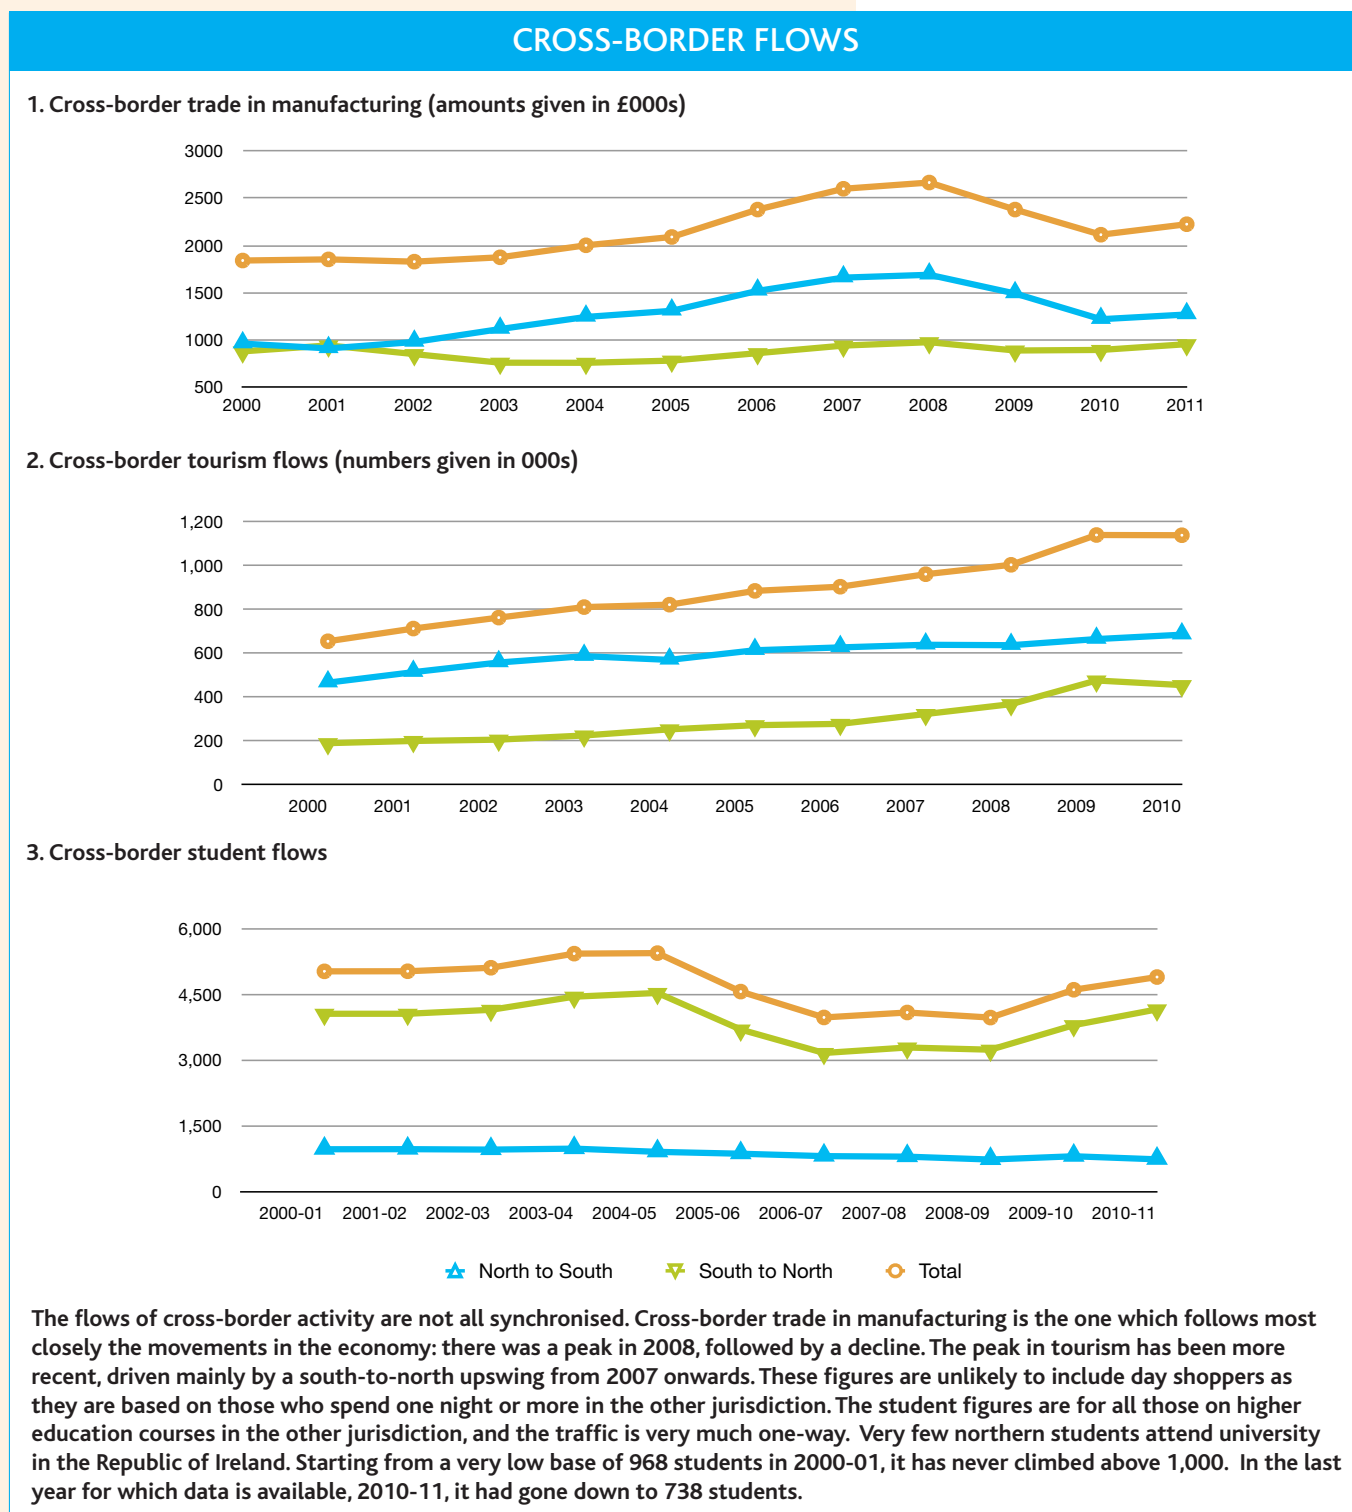 CROSS-BORDER FLOWS
1. Cross-border trade in manufacturing (amounts given in £000s)
3000
2500
2000
1500
1000
500
2000 2001 2002 2003 2004 2005 2006 2007 2008 2009 2010 2011
2. Cross-border tourism flows (numbers given in 000s)
1,200
1,000
800
600
400
200
0
2000 2001 2002 2003 2004 2005 2006 2007 2008 2009 2010
3. Cross-border student flows
6,000
4,500
3,000
1,500
0
2000-01 2001-02 2002-03 2003-04 2004-05 2005-06 2006-07 2007-08 2008-09 2009-10 2010-11
North to South South to North Total
The flows of cross-border activity are not all synchronised. Cross-border trade in manufacturing is the one which follows most
closely the movements in the economy: there was a peak in 2008, followed by a decline. The peak in tourism has been more
recent, driven mainly by a south-to-north upswing from 2007 onwards. These figures are unlikely to include day shoppers as
they are based on those who spend one night or more in the other jurisdiction. The student figures are for all those on higher
education courses in the other jurisdiction, and the traffic is very much one-way. Very few northern students attend university
in the Republic of Ireland. Starting from a very low base of 968 students in 2000-01, it has never climbed above 1,000. In the last
year for which data is available, 2010-11, it had gone down to 738 students.